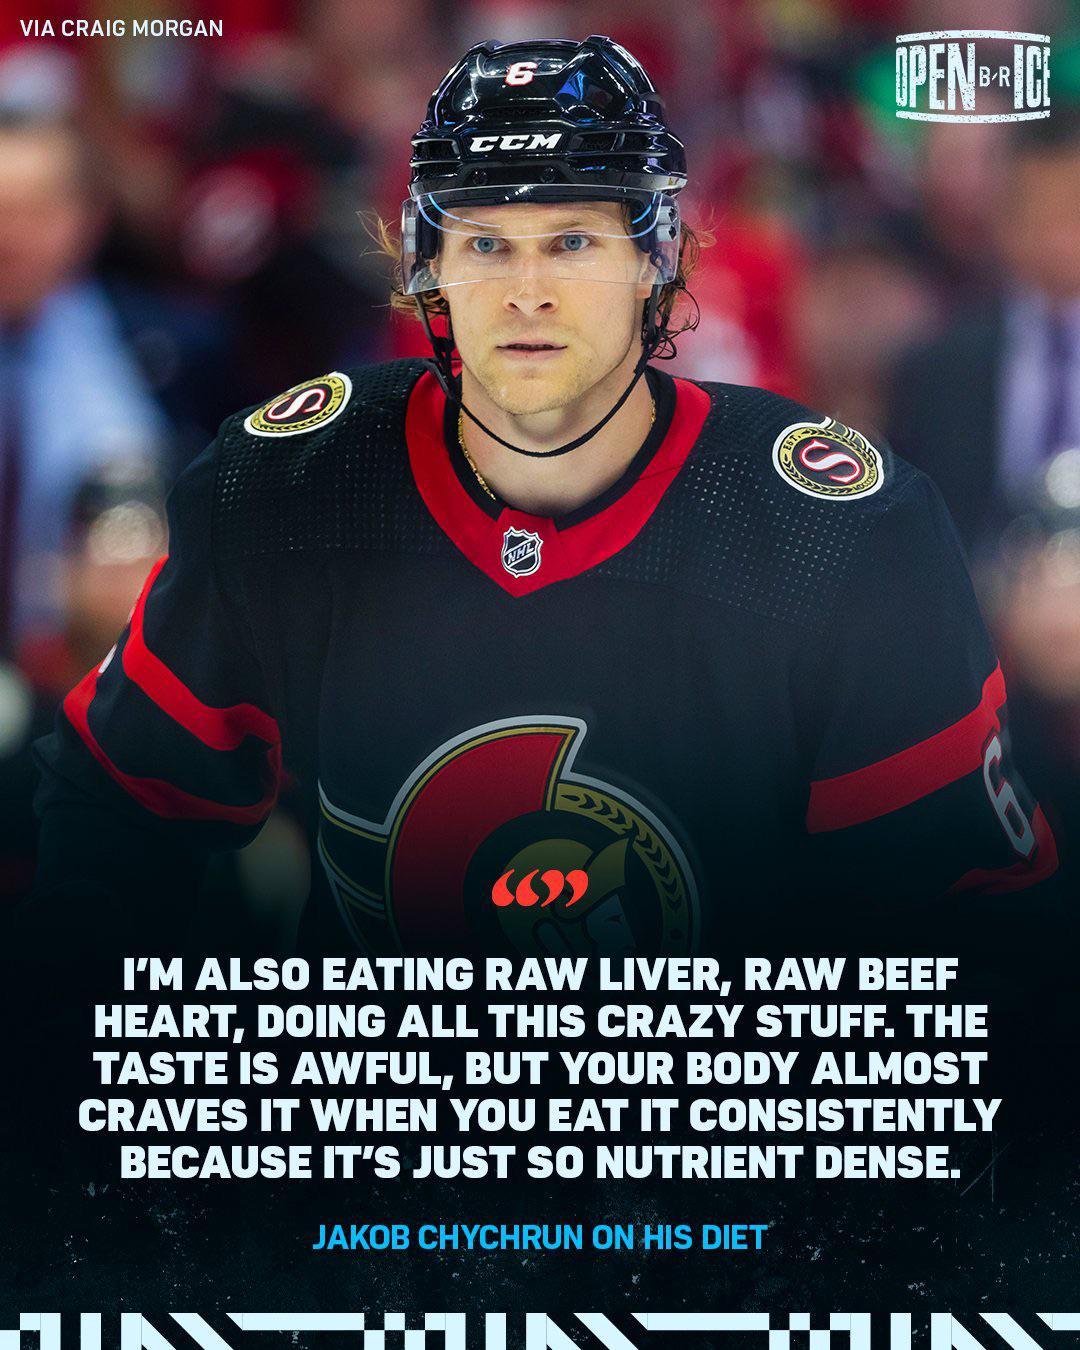 VIA CRAIG MORGAN
OPEN B/R ICE
6
CCM
S
EST.
S
NHL
6
“”
I’M ALSO EATING RAW LIVER, RAW BEEF
HEART, DOING ALL THIS CRAZY STUFF. THE
TASTE IS AWFUL, BUT YOUR BODY ALMOST
CRAVES IT WHEN YOU EAT IT CONSISTENTLY
BECAUSE IT’S JUST SO NUTRIENT DENSE.
JAKOB CHYCHRUN ON HIS DIET